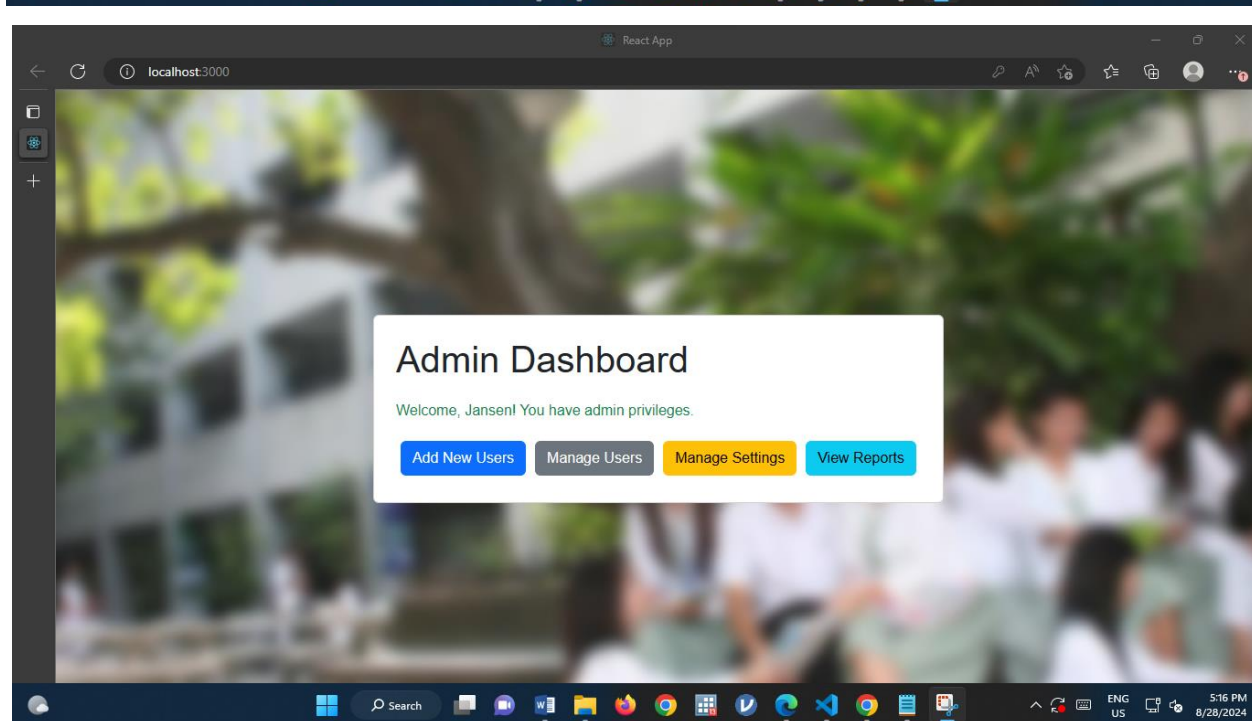 React App
localhost:3000
Admin Dashboard
Welcome, Jansen! You have admin privileges.
Add New Users Manage Users Manage Settings View Reports
Search ENG 5:16 PM
US 8/28/2024